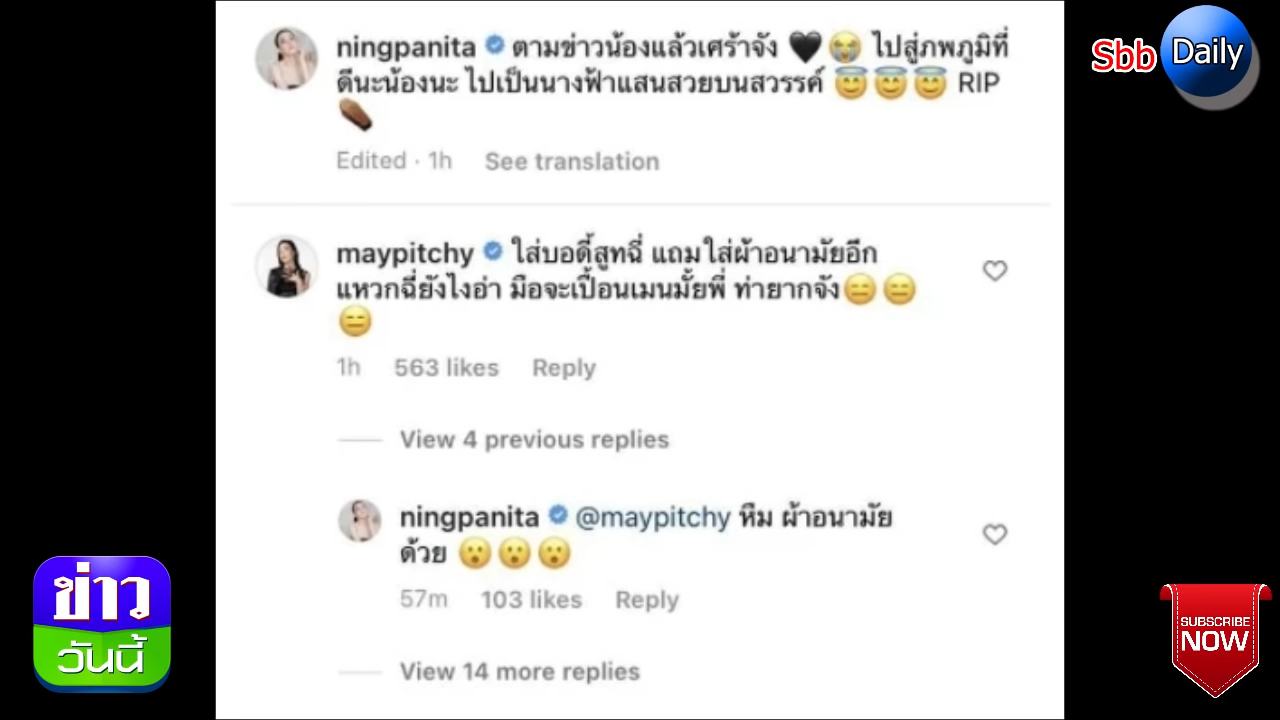 ningpanita ตามข่าวน้องแล้วเศร้าจัง 🖤😭 ไปสู่ภพภูมิที่
ดีนะน้องนะ ไปเป็นนางฟ้าแสนสวยบนสวรรค์ 😇😇😇 RIP
⚰️
Edited · 1h See translation
maypitchy ใส่บอดี้สูทฉี่ แถมใส่ผ้าอนามัยอีก
แหวกฉี่ยังไงอ่า มือจะเปื้อนเมนมั้ยพี่ ท่ายากจัง😑😑
😑
1h 563 likes Reply
View 4 previous replies
ningpanita @maypitchy หืม ผ้าอนามัย
ด้วย 😮😮😮
57m 103 likes Reply
View 14 more replies
Sbb Daily
ข่าว
วันนี้
SUBSCRIBE
NOW